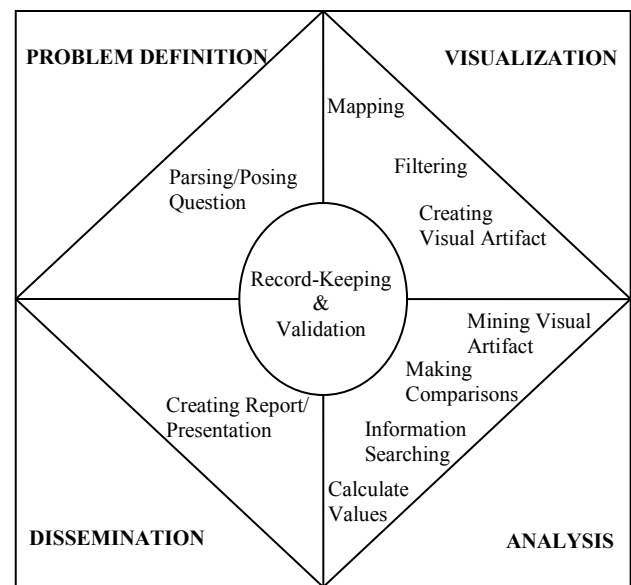 PROBLEM DEFINITION
VISUALIZATION
Mapping
Filtering
Parsing/Posing
Question
Creating
Visual Artifact
Record-Keeping
&
Validation
Mining Visual
Artifact
Making
Comparisons
Creating Report/
Presentation
Information
Searching
Calculate
Values
DISSEMINATION
ANALYSIS